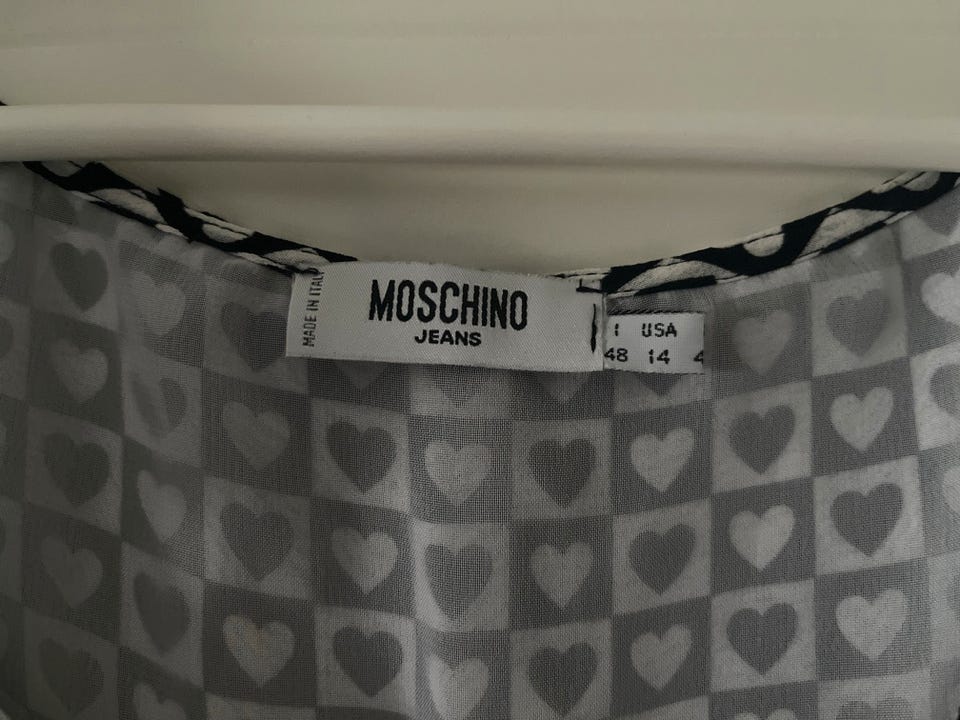 MADE IN ITALY
MOSCHINO
JEANS
I USA
48 14 4